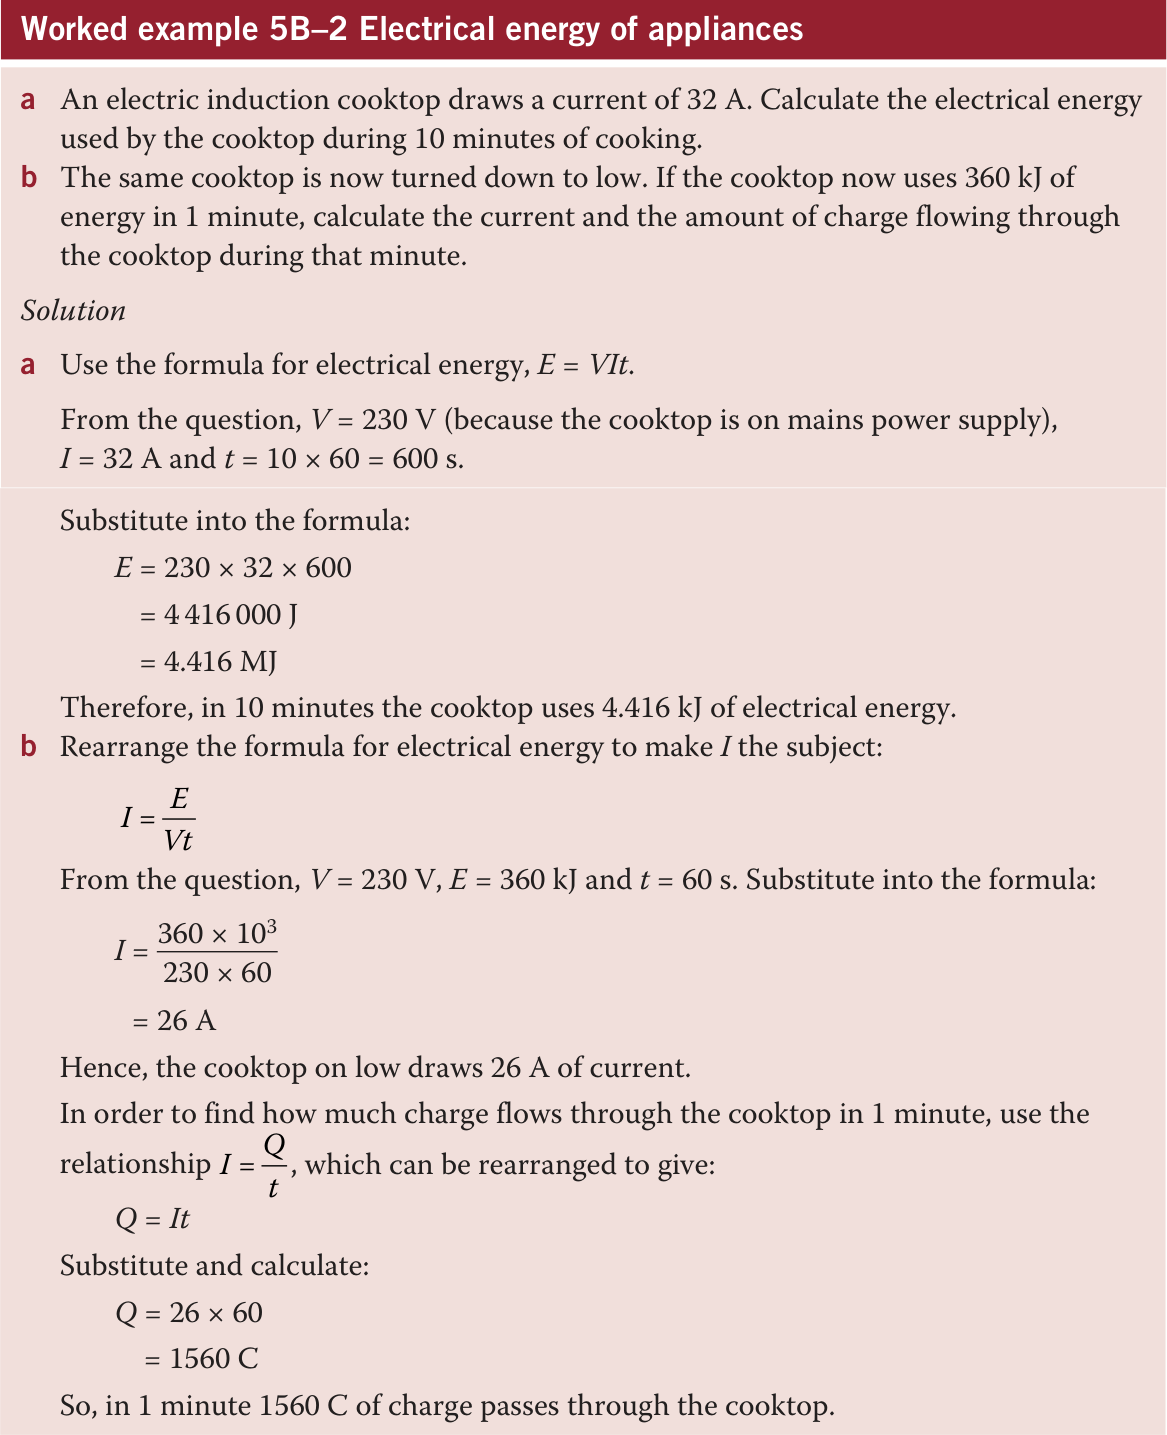 Worked example 5B–2 Electrical energy of appliances
a An electric induction cooktop draws a current of 32 A. Calculate the electrical energy
used by the cooktop during 10 minutes of cooking.
b The same cooktop is now turned down to low. If the cooktop now uses 360 kJ of
energy in 1 minute, calculate the current and the amount of charge flowing through
the cooktop during that minute.
Solution
a Use the formula for electrical energy, E = VIt.
From the question, V = 230 V (because the cooktop is on mains power supply),
I = 32 A and t = 10 × 60 = 600 s.
Substitute into the formula:
E = 230 × 32 × 600
= 4 416 000 J
= 4.416 MJ
Therefore, in 10 minutes the cooktop uses 4.416 kJ of electrical energy.
b Rearrange the formula for electrical energy to make I the subject:
I = E/Vt
From the question, V = 230 V, E = 360 kJ and t = 60 s. Substitute into the formula:
I = 360 × 10³/230 × 60
= 26 A
Hence, the cooktop on low draws 26 A of current.
In order to find how much charge flows through the cooktop in 1 minute, use the
relationship I = Q/t, which can be rearranged to give:
Q = It
Substitute and calculate:
Q = 26 × 60
= 1560 C
So, in 1 minute 1560 C of charge passes through the cooktop.